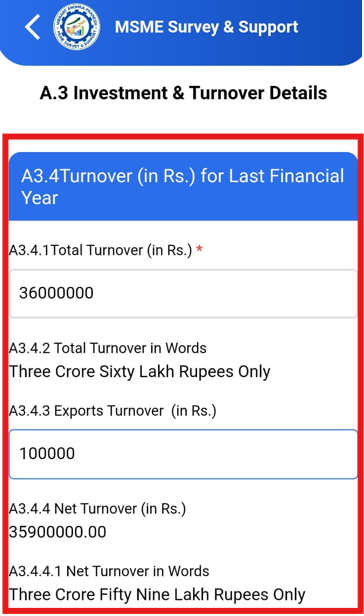 MSME Survey & Support
A.3 Investment & Turnover Details
A3.4Turnover (in Rs.) for Last Financial
Year
A3.4.1Total Turnover (in Rs.) *
36000000
A3.4.2 Total Turnover in Words
Three Crore Sixty Lakh Rupees Only
A3.4.3 Exports Turnover (in Rs.)
100000
A3.4.4 Net Turnover (in Rs.)
35900000.00
A3.4.4.1 Net Turnover in Words
Three Crore Fifty Nine Lakh Rupees Only